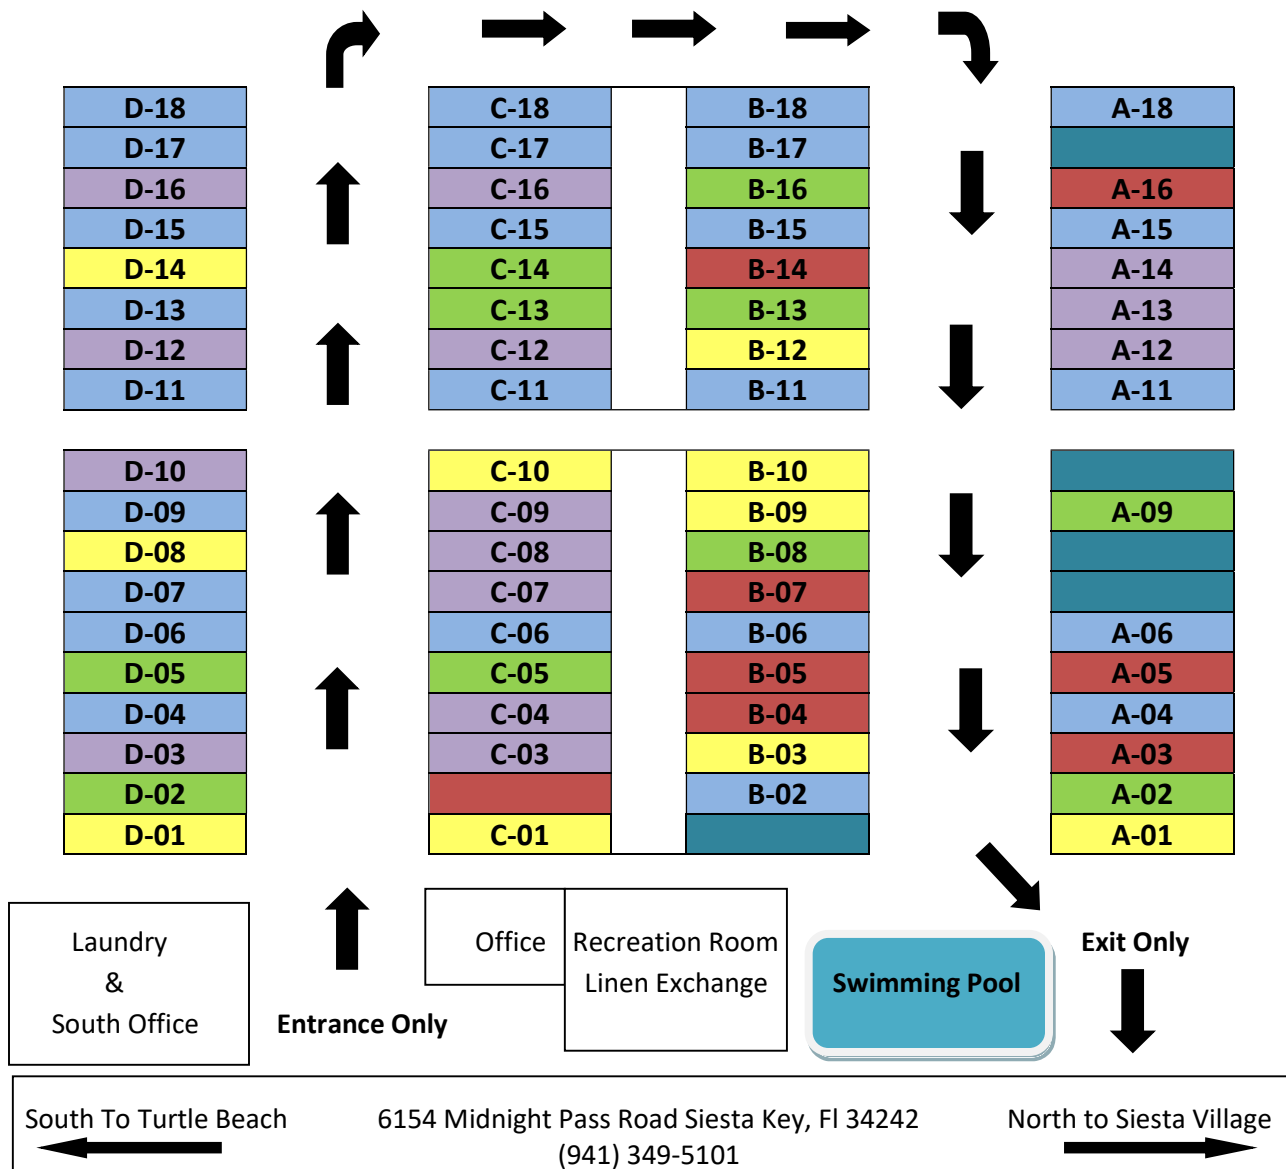 D-18 C-18 B-18 A-18
D-17 C-17 B-17
D-16 C-16 B-16 A-16
D-15 C-15 B-15 A-15
D-14 C-14 B-14 A-14
D-13 C-13 B-13 A-13
D-12 C-12 B-12 A-12
D-11 C-11 B-11 A-11
D-10 C-10 B-10
D-09 C-09 B-09 A-09
D-08 C-08 B-08
D-07 C-07 B-07
D-06 C-06 B-06 A-06
D-05 C-05 B-05 A-05
D-04 C-04 B-04 A-04
D-03 C-03 B-03 A-03
D-02 B-02 A-02
D-01 C-01 A-01
Laundry
&
South Office
Entrance Only
Office
Recreation Room
Linen Exchange
Swimming Pool
Exit Only
South To Turtle Beach
6154 Midnight Pass Road Siesta Key, Fl 34242
(941) 349-5101
North to Siesta Village